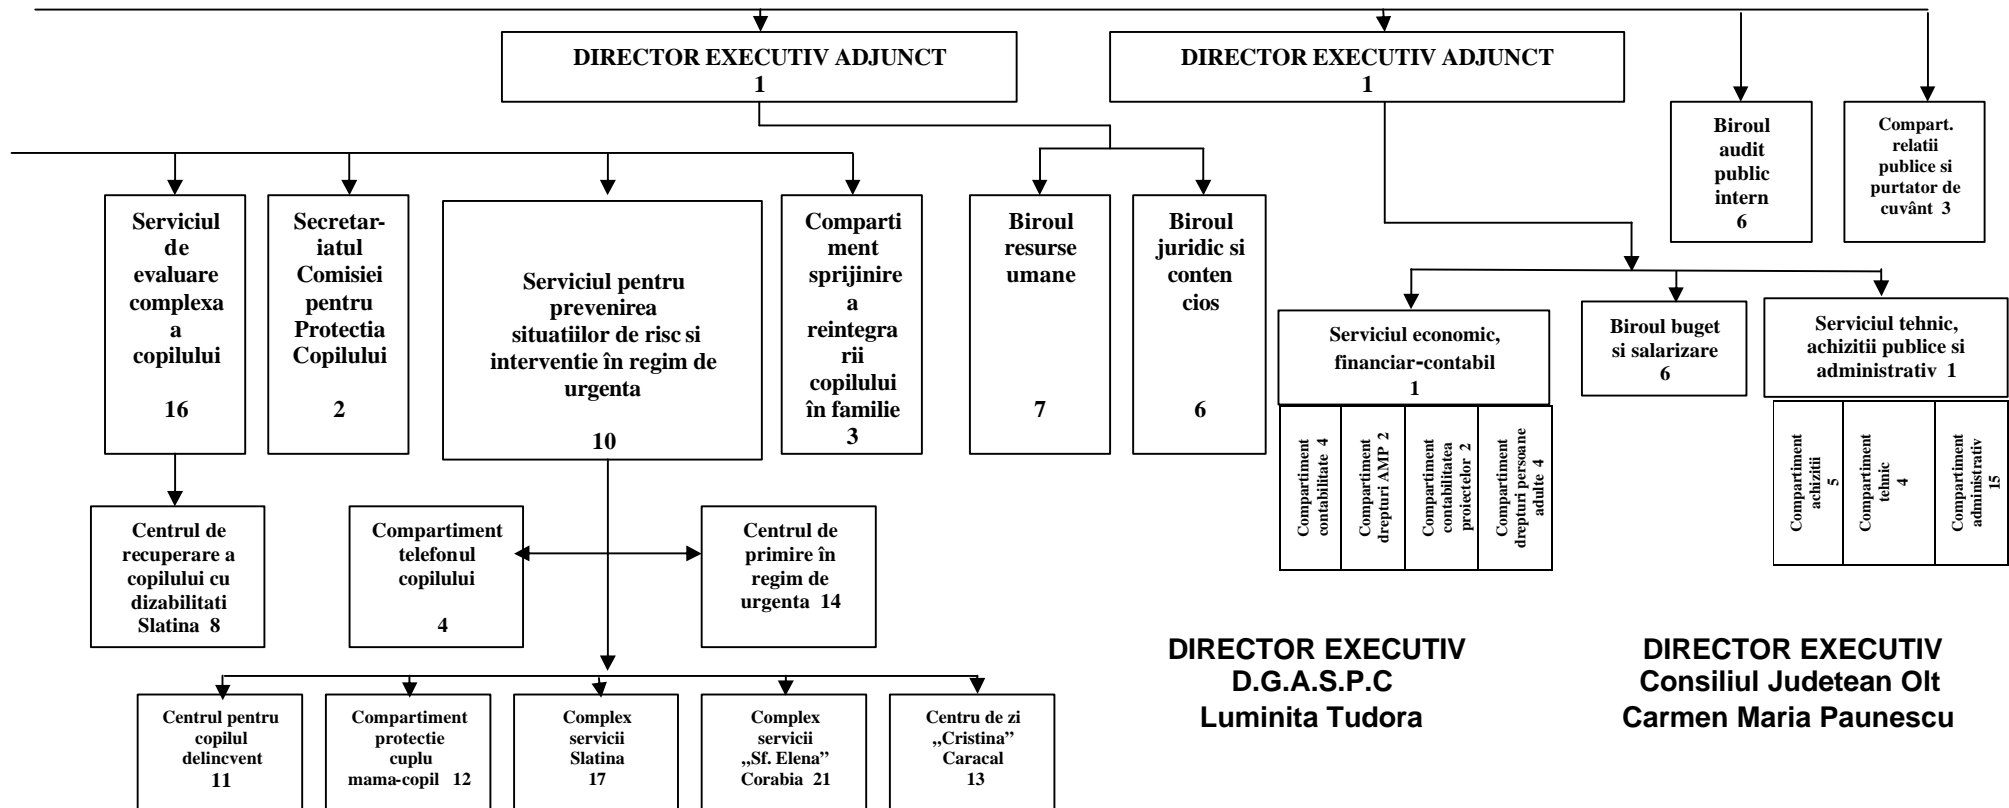 DIRECTOR EXECUTIV ADJUNCT
1
DIRECTOR EXECUTIV ADJUNCT
1
Biroul
audit
public
intern
6
Compart.
relatii
publice si
purtator de
cuvânt 3
Serviciul
de
evaluare
complexa
a
copilului
16
Secretar-
iatul
Comisiei
pentru
Protectia
Copilului
2
Serviciul pentru
prevenirea
situatiilor de risc si
interventie în regim de
urgenta
10
Comparti
ment
sprijinire
a
reintegra
rii
copilului
în familie
3
Biroul
resurse
umane
7
Biroul
juridic si
conten
cios
6
Serviciul economic,
financiar-contabil
1
Biroul buget
si salarizare
6
Serviciul tehnic,
achizitii publice si
administrativ 1
Compartiment
contabilitate 4
Compartiment
drepturi AMP 2
Compartiment
contabilitatea
proiectelor 2
Compartiment
drepturi persoane
adulte 4
Compartiment
achizitii
5
Compartiment
tehnic
4
Compartiment
administrativ
15
Centrul de
recuperare a
copilului cu
dizabilitati
Slatina 8
Compartiment
telefonul
copilului
4
Centrul de
primire în
regim de
urgenta 14
Centrul pentru
copilul
delincvent
11
Compartiment
protectie
cuplu
mama-copil 12
Complex
servicii
Slatina
17
Complex
servicii
„Sf. Elena”
Corabia 21
Centru de zi
„Cristina”
Caracal
13
DIRECTOR EXECUTIV
D.G.A.S.P.C
Luminita Tudora
DIRECTOR EXECUTIV
Consiliul Judetean Olt
Carmen Maria Paunescu